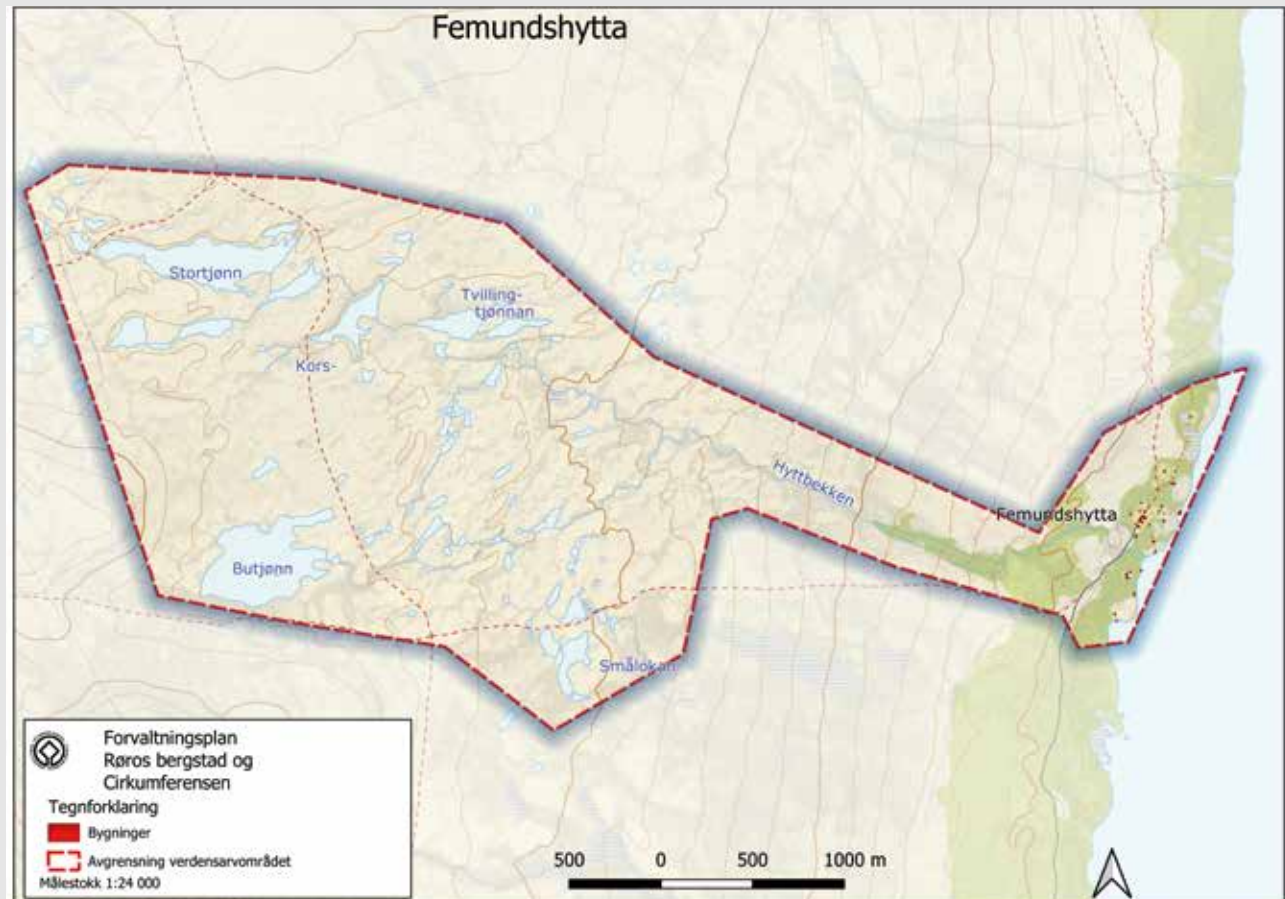 Femundshytta
Stortjønn
Tvilling-
tjønnan
Kors-
Hyttbekken
Femundshytta
Butjønn
Smålokan
Forvaltningsplan
Røros bergstad og
Cirkumferensen
Tegnforklaring
Bygninger
Avgrensning verdensarvområdet
Målestokk 1:24 000
500 0 500 1000 m